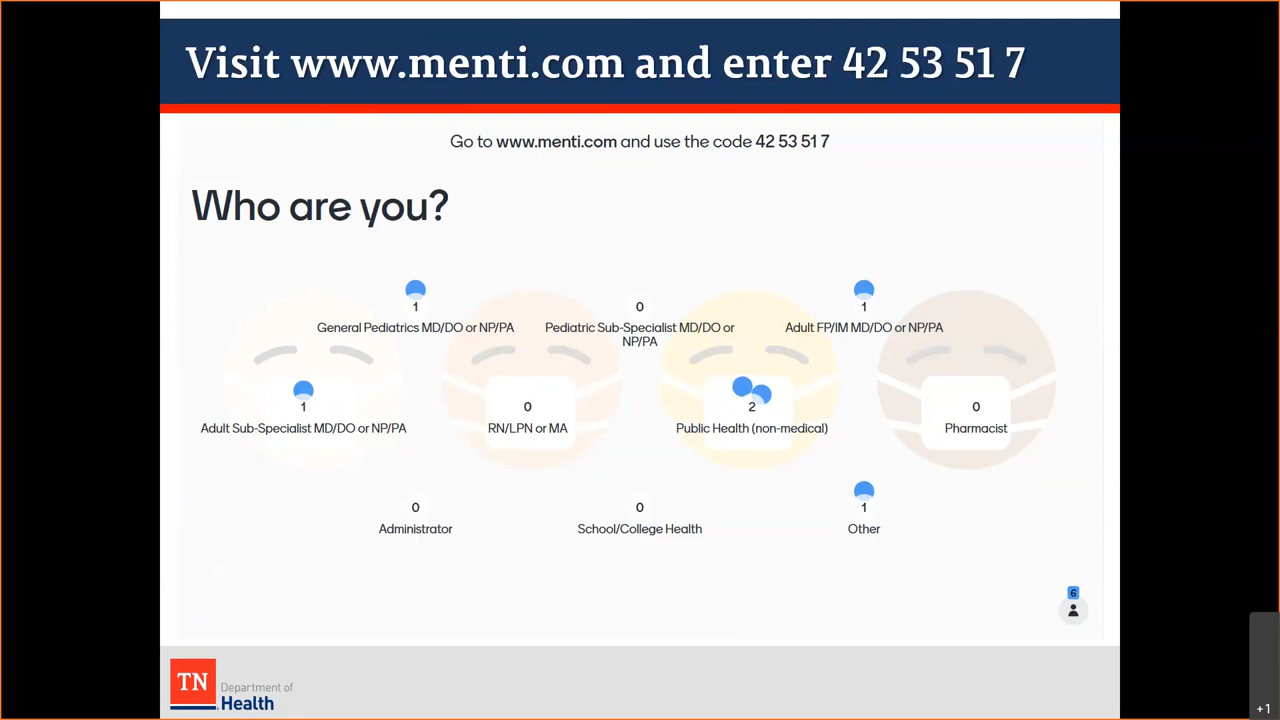 Visit www.menti.com and enter 42 53 51 7
Go to www.menti.com and use the code 42 53 51 7
Who are you?
1
General Pediatrics MD/DO or NP/PA
0
Pediatric Sub-Specialist MD/DO or
NP/PA
1
Adult FP/IM MD/DO or NP/PA
1
Adult Sub-Specialist MD/DO or NP/PA
0
RN/LPN or MA
2
Public Health (non-medical)
0
Pharmacist
0
Administrator
0
School/College Health
1
Other
6
TN
Department of
Health
+1